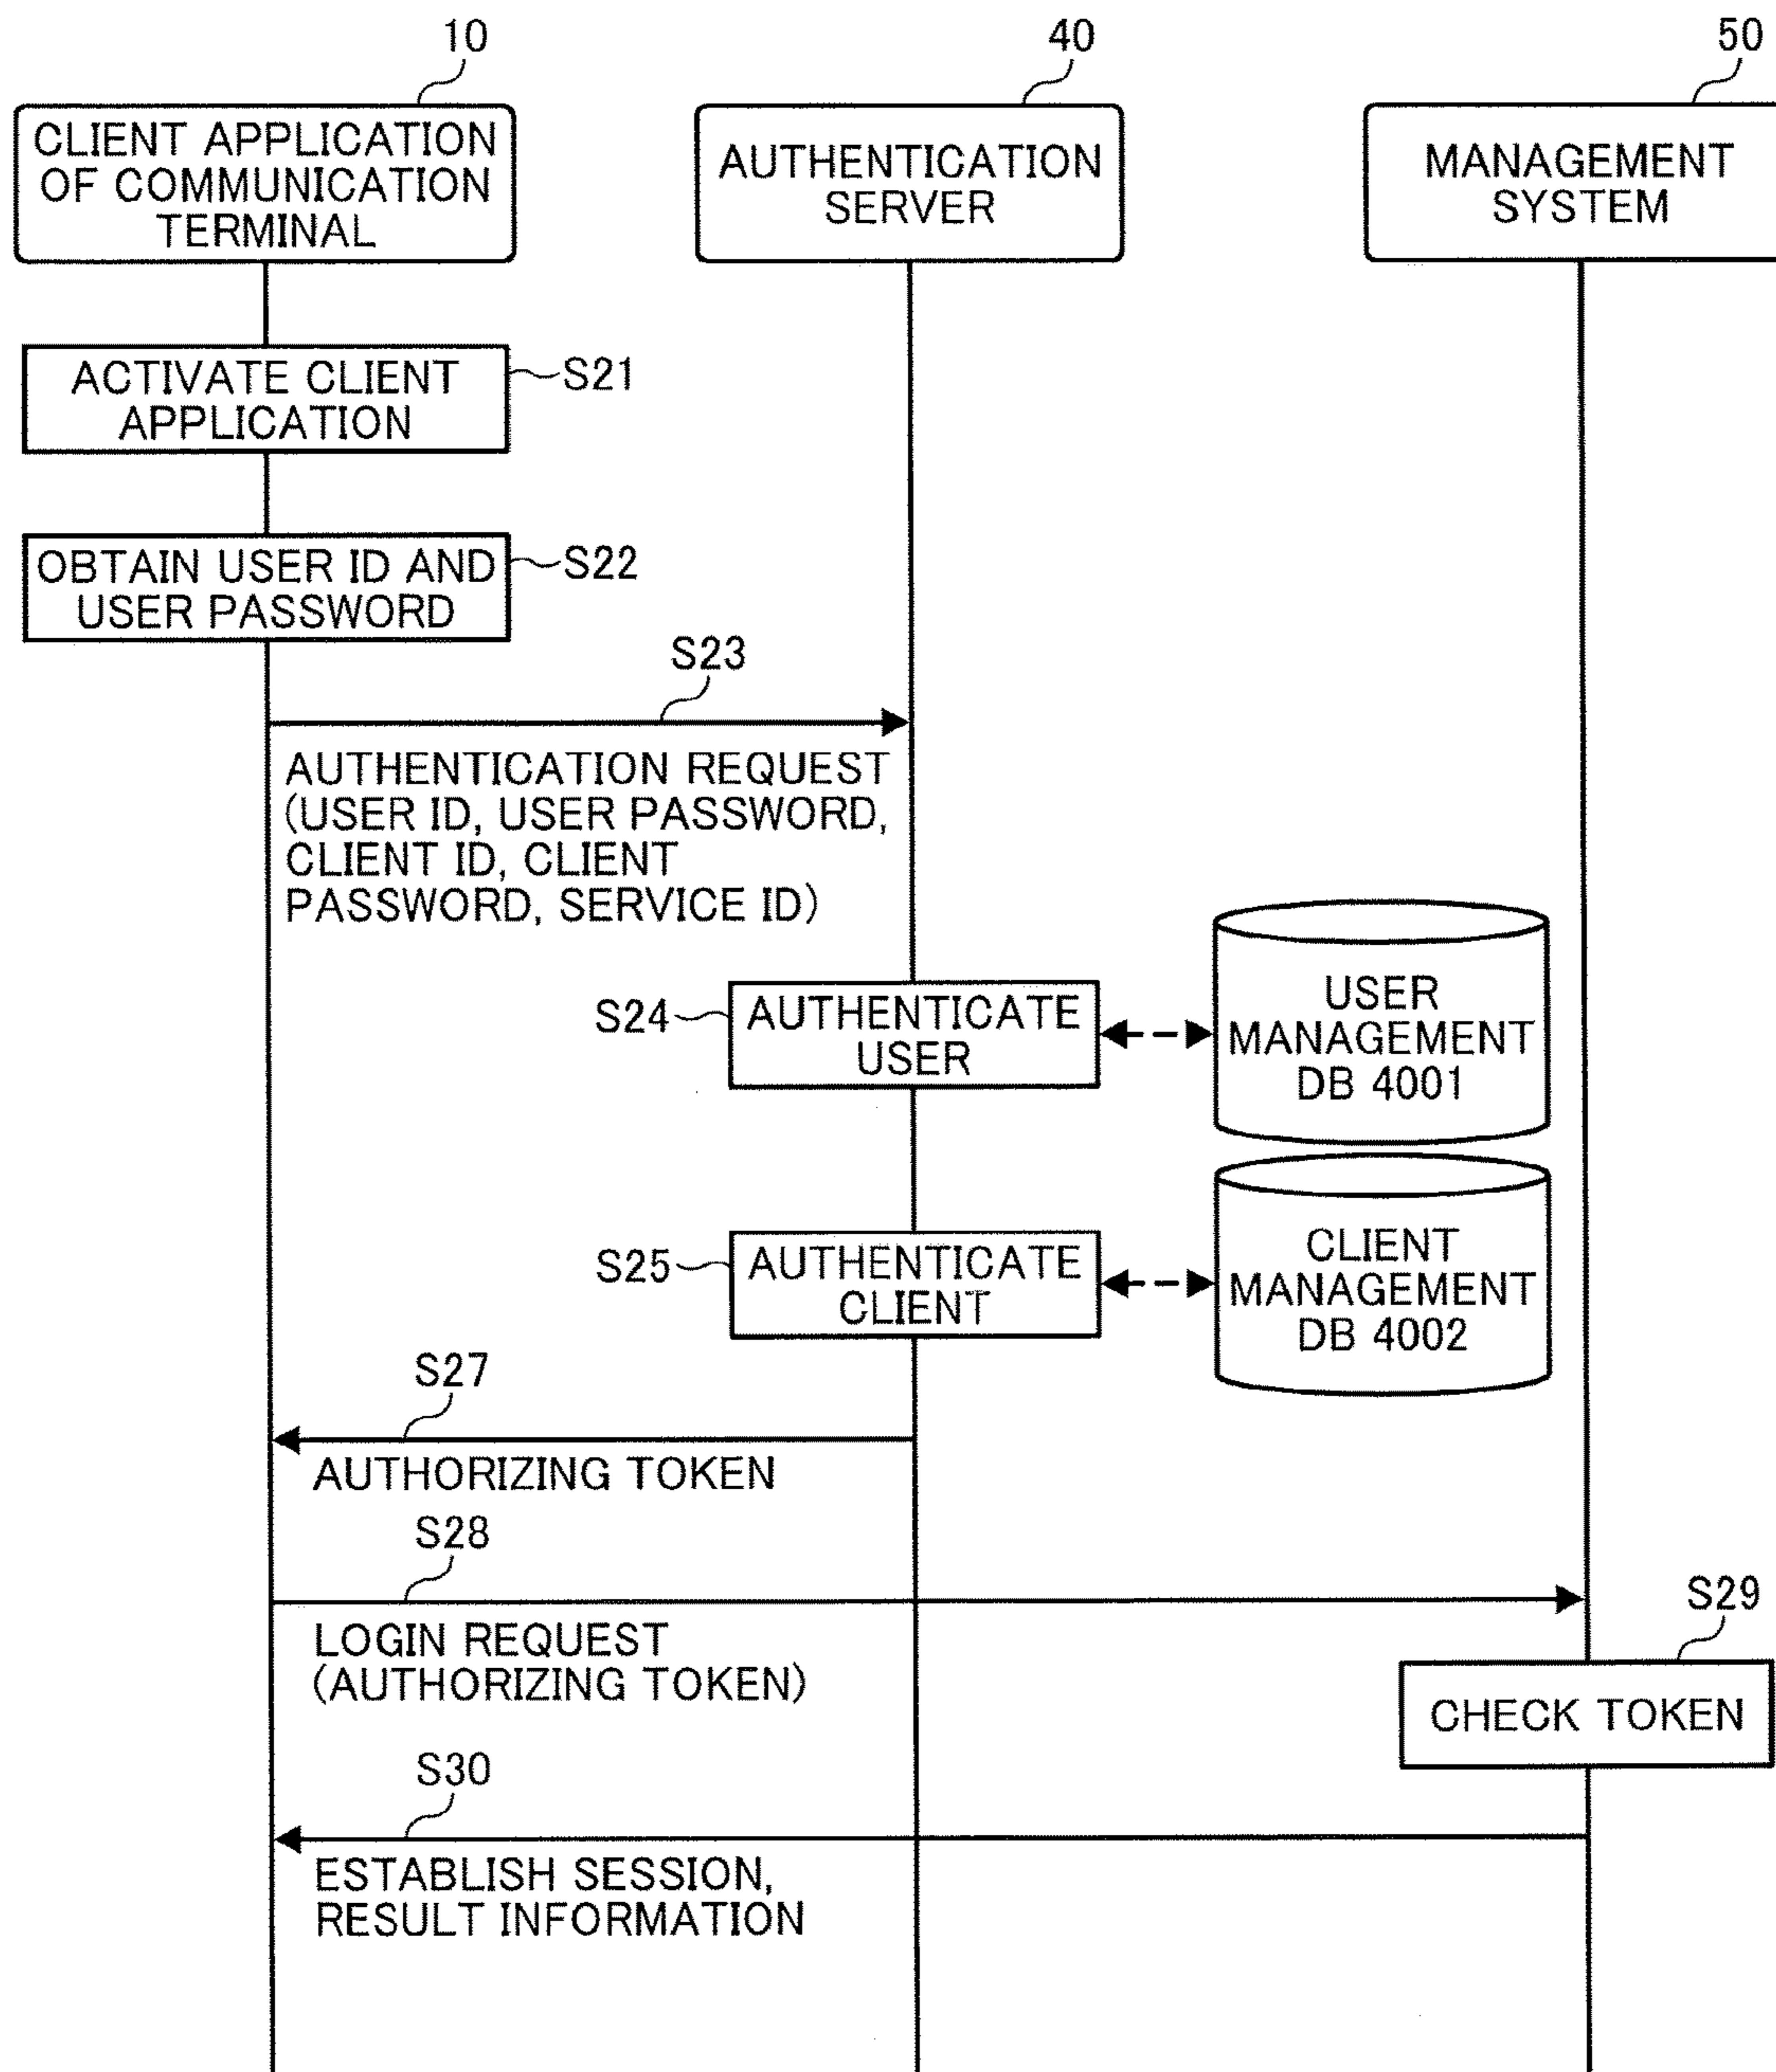 10
40
50
CLIENT APPLICATION
OF COMMUNICATION
TERMINAL
AUTHENTICATION
SERVER
MANAGEMENT
SYSTEM
ACTIVATE CLIENT
APPLICATION
S21
OBTAIN USER ID AND
USER PASSWORD
S22
S23
AUTHENTICATION REQUEST
(USER ID, USER PASSWORD,
CLIENT ID, CLIENT
PASSWORD, SERVICE ID)
S24
AUTHENTICATE
USER
USER
MANAGEMENT
DB 4001
S25
AUTHENTICATE
CLIENT
CLIENT
MANAGEMENT
DB 4002
S27
AUTHORIZING TOKEN
S28
LOGIN REQUEST
(AUTHORIZING TOKEN)
S29
CHECK TOKEN
S30
ESTABLISH SESSION,
RESULT INFORMATION